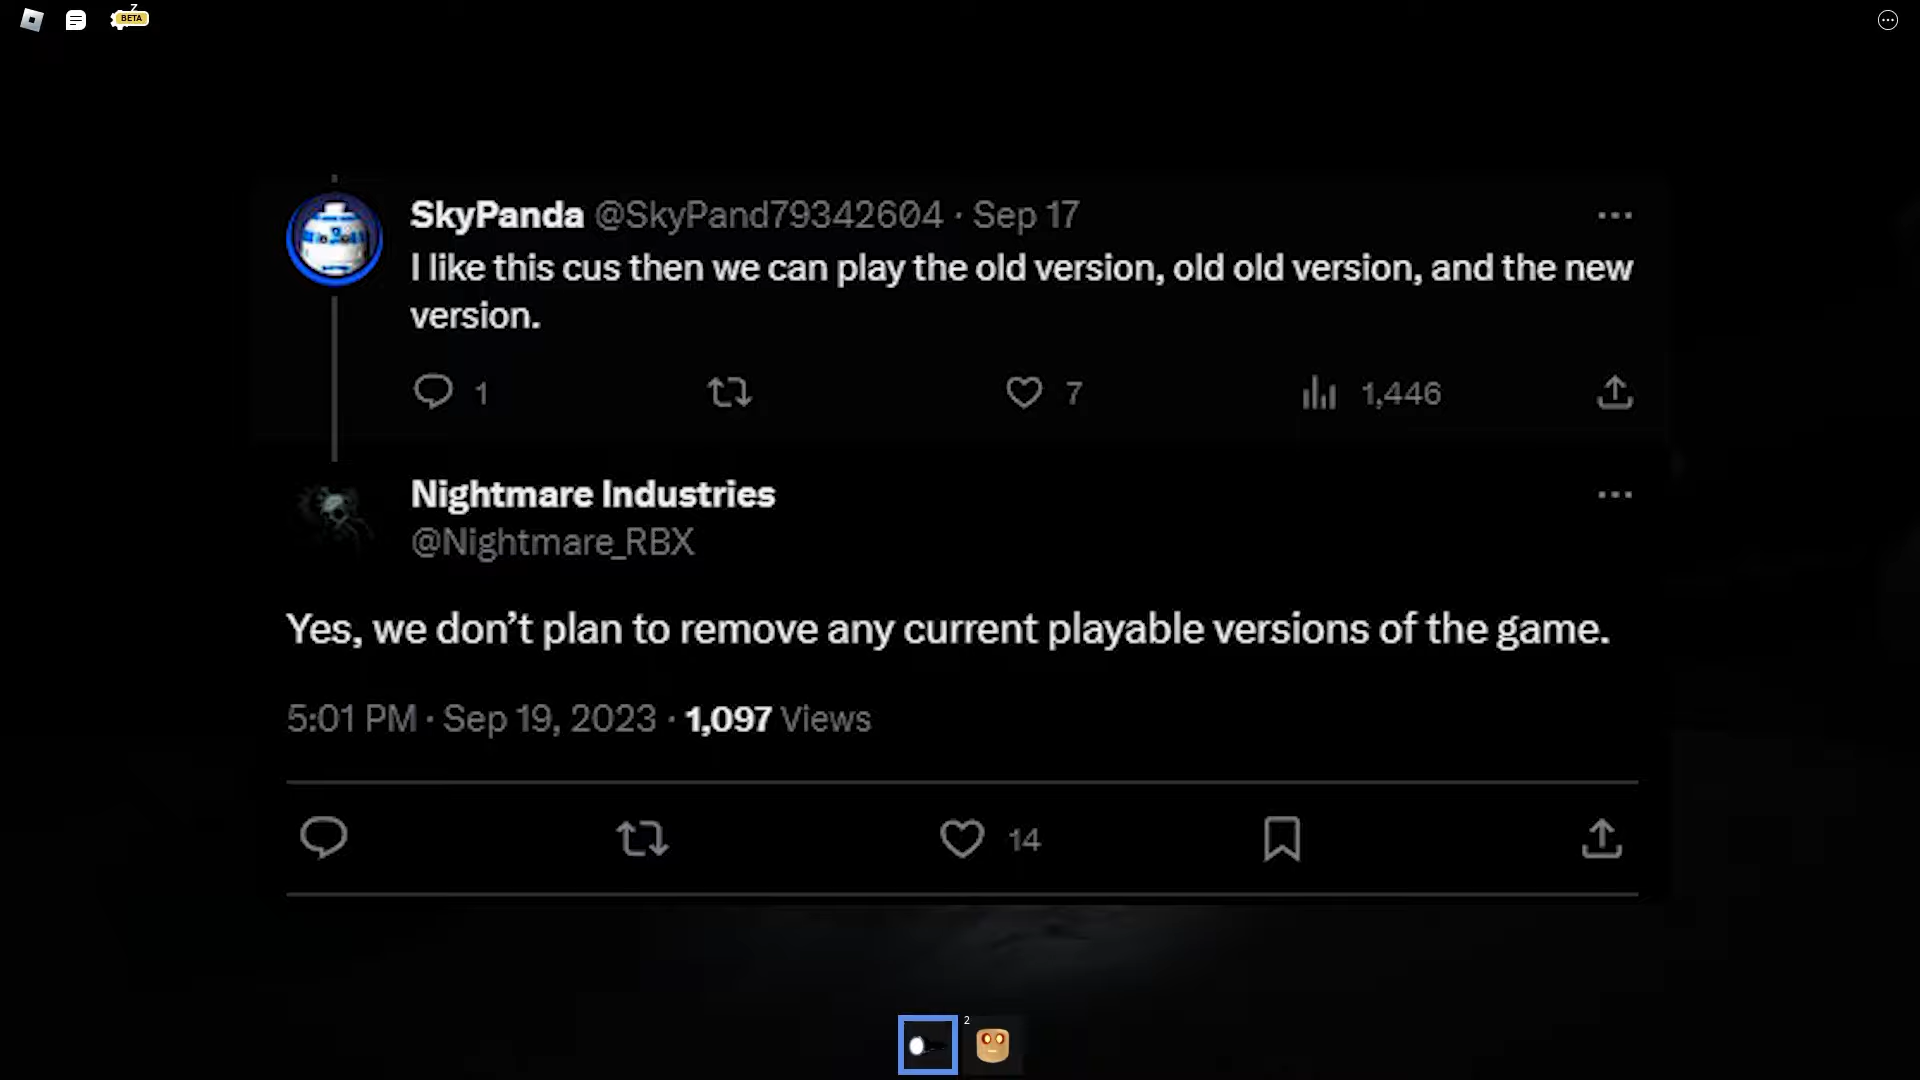 Z
BETA
SkyPanda @SkyPand79342604 · Sep 17
I like this cus then we can play the old version, old old version, and the new
version.
1 7 1,446
Nightmare Industries
@Nightmare_RBX
Yes, we don’t plan to remove any current playable versions of the game.
5:01 PM · Sep 19, 2023 · 1,097 Views
14
2